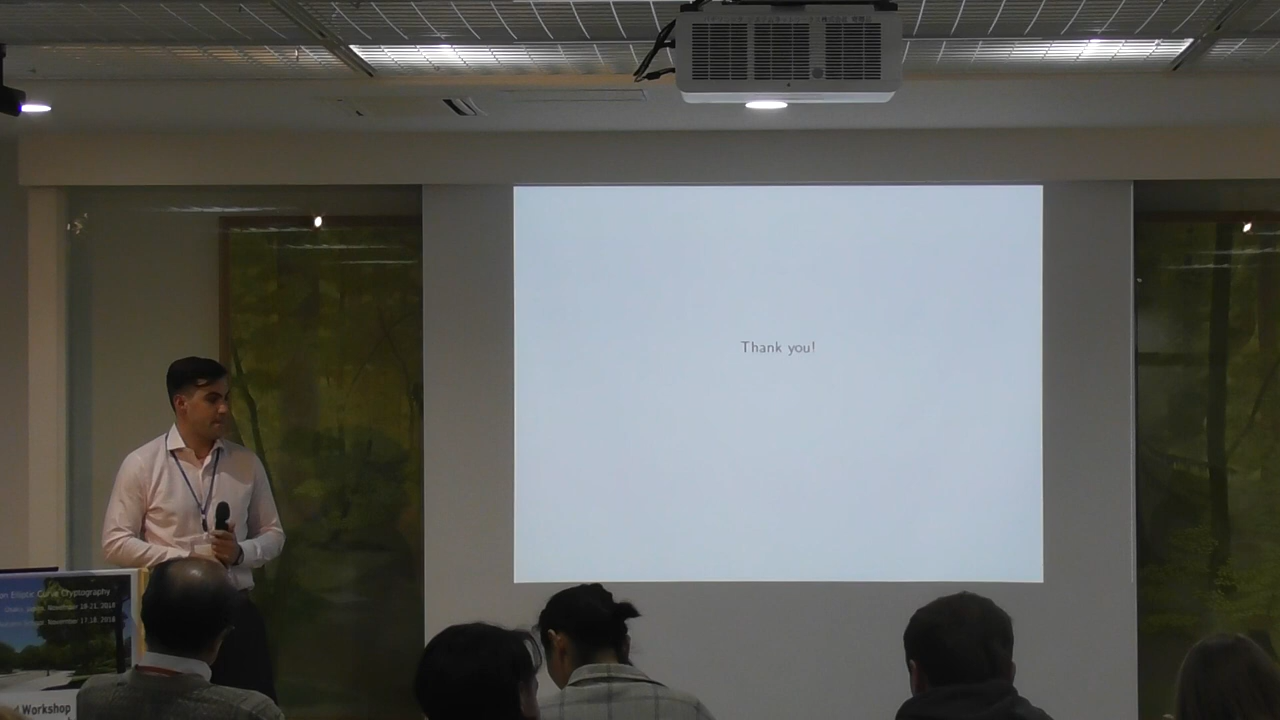 Thank you!
on Elliptic Curve Cryptography
Osaka, Japan, November 19-21, 2018
November 17,18, 2018
Workshop